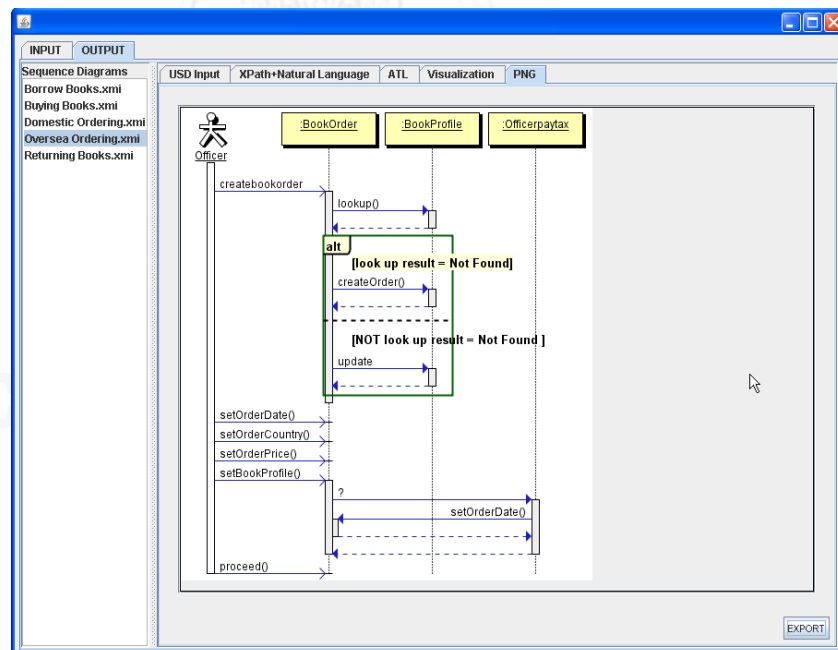 INPUT OUTPUT
Sequence Diagrams
Borrow Books.xmi
Buying Books.xmi
Domestic Ordering.xmi
Oversea Ordering.xmi
Returning Books.xmi
USD Input XPath+Natural Language ATL Visualization PNG
Officer
:BookOrder :BookProfile :Officerpaytax
createbookorder
lookup()
alt
[look up result = Not Found]
createOrder()
[NOT look up result = Not Found ]
update
setOrderDate()
setOrderCountry()
setOrderPrice()
setBookProfile()
?
setOrderDate()
proceed()
EXPORT